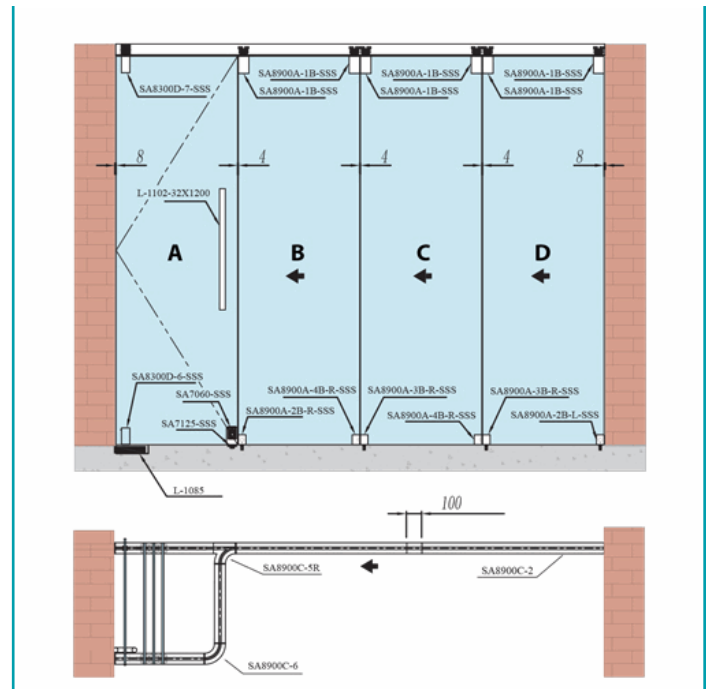 SA8900A-1B-SSS
SA8900A-1B-SSS
SA8900A-1B-SSS
SA8300D-7-SSS
SA8900A-1B-SSS
SA8900A-1B-SSS
SA8900A-1B-SSS
8
4
4
4
8
L-1102-32X1200
A
B
C
D
SA8300D-6-SSS
SA7060-SSS
SA8900A-4B-R-SSS
SA8900A-3B-R-SSS
SA8900A-3B-R-SSS
SA7125-SSS
SA8900A-2B-R-SSS
SA8900A-4B-R-SSS
SA8900A-2B-L-SSS
L-1085
100
SA8900C-5R
SA8900C-2
SA8900C-6